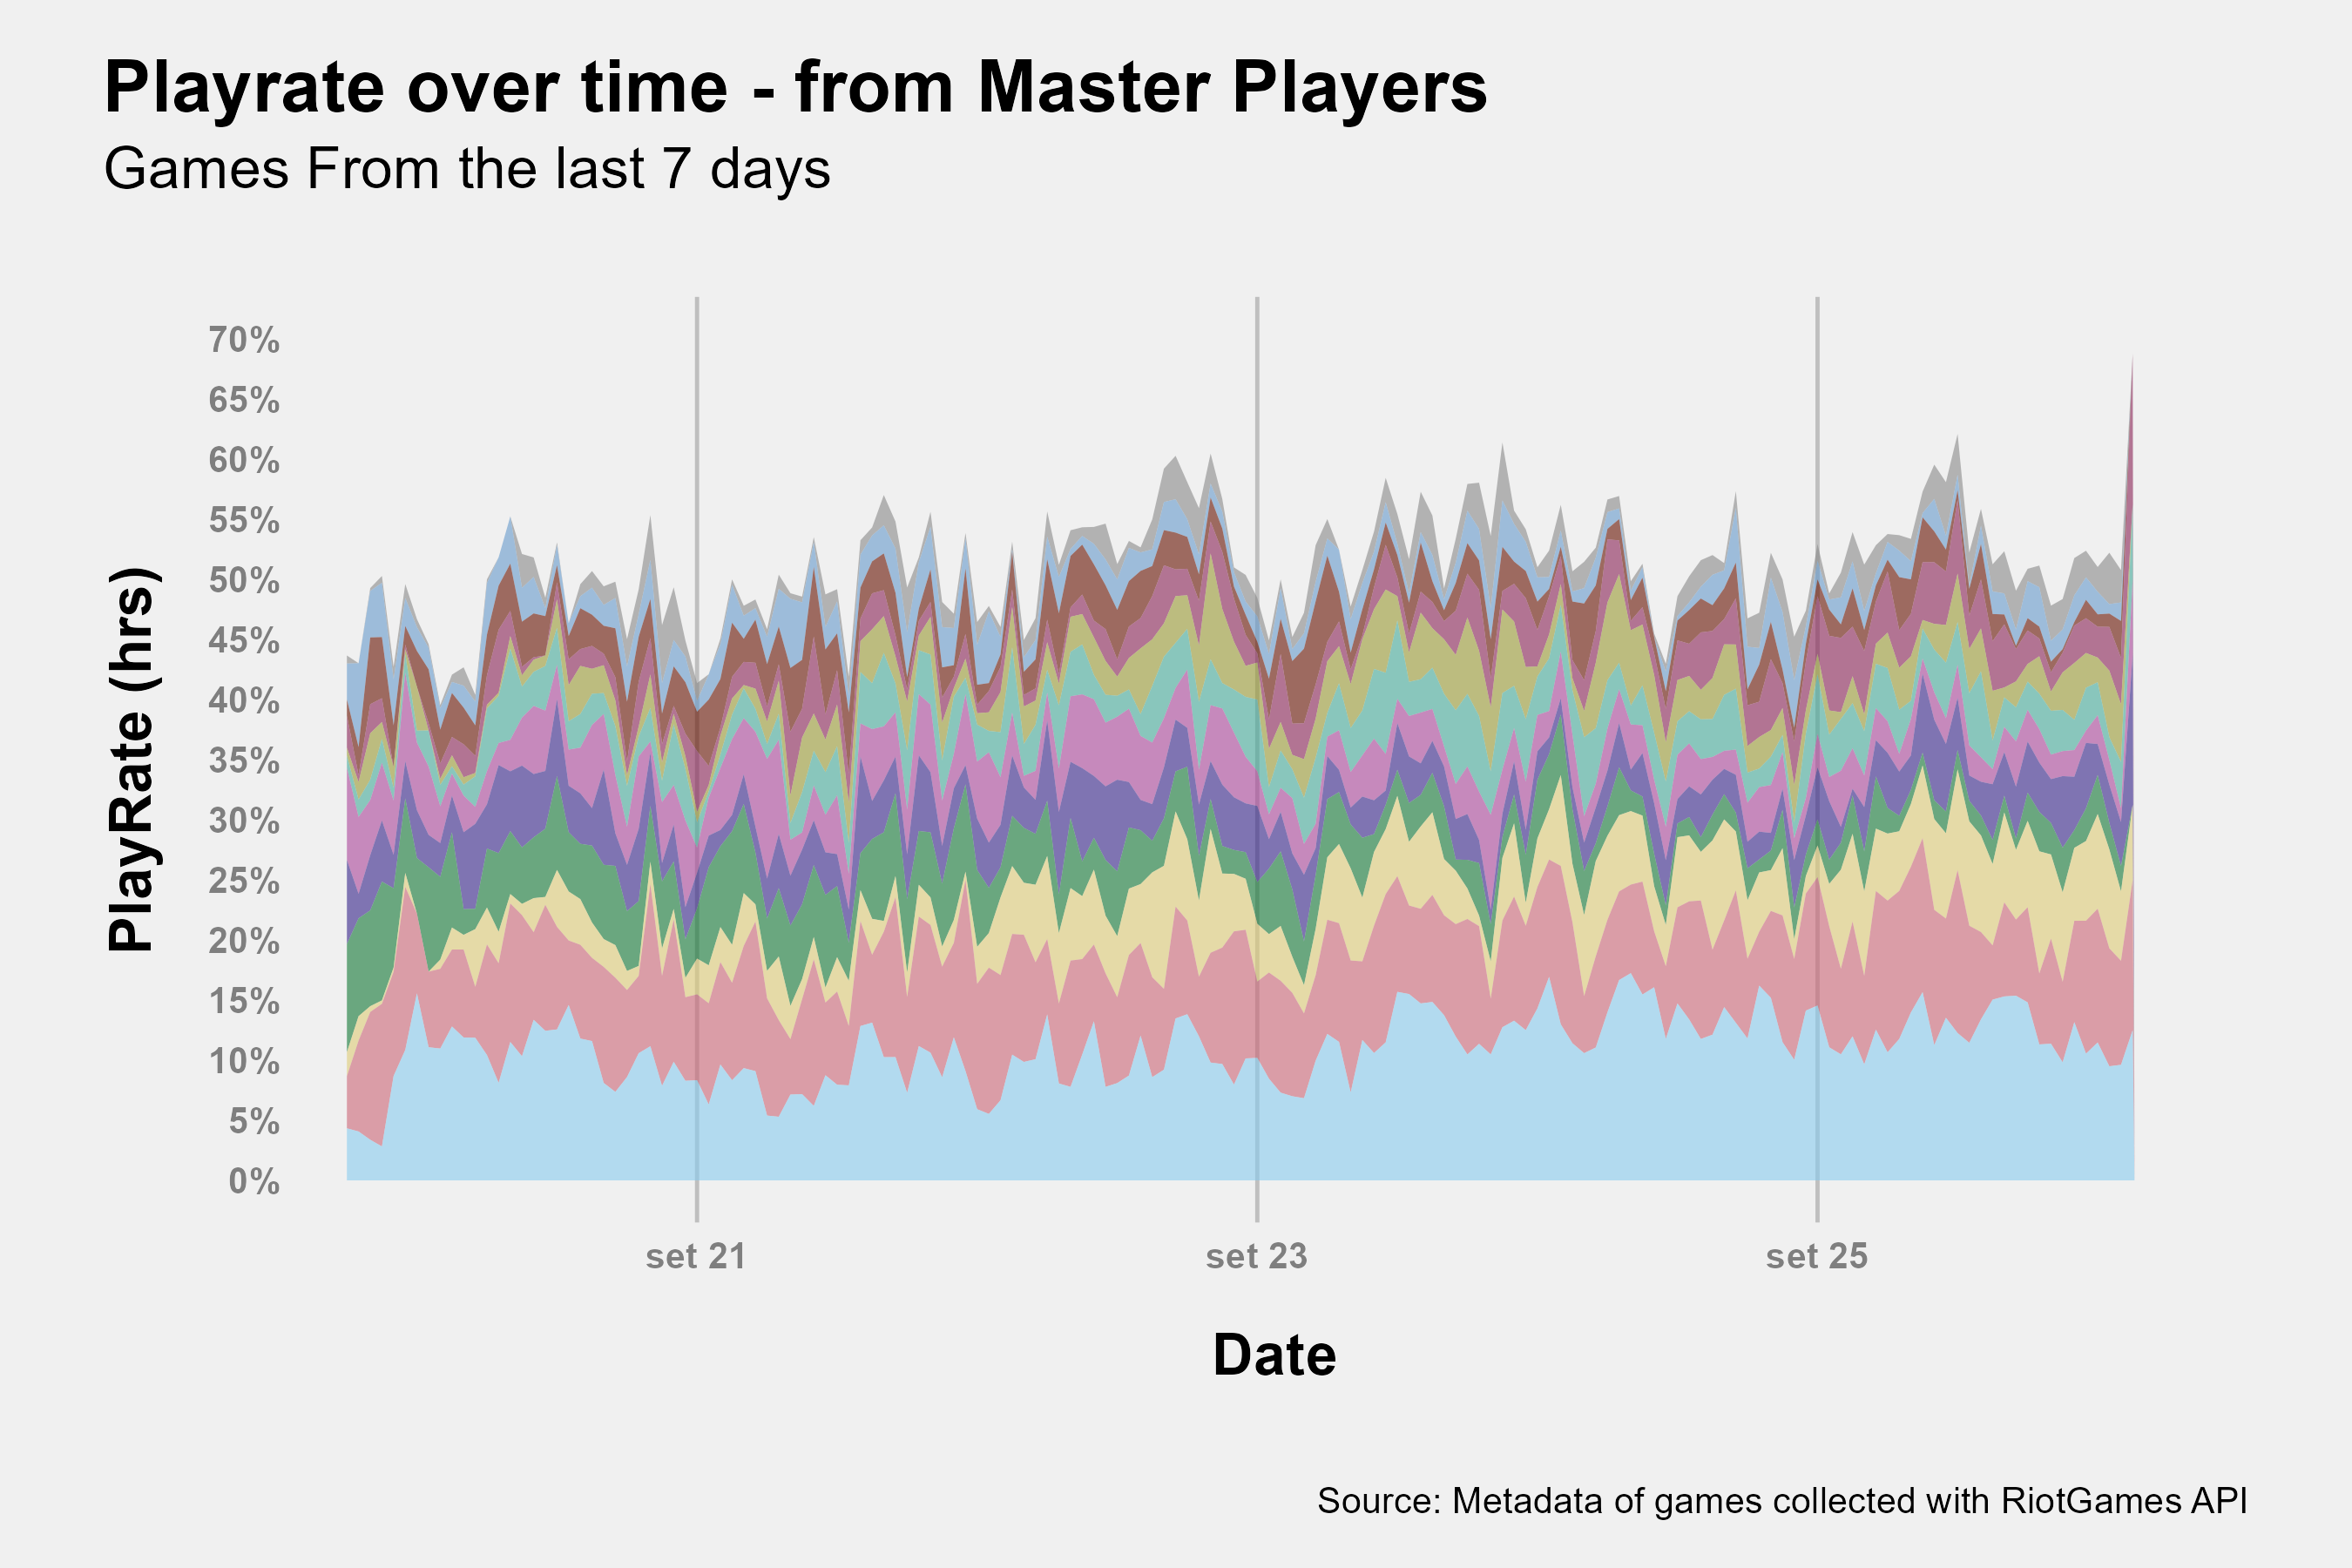 Playrate over time - from Master Players
Games From the last 7 days
70%
65%
60%
55%
50%
45%
40%
35%
30%
25%
20%
15%
10%
5%
0%
PlayRate (hrs)
set 21
set 23
set 25
Date
Source: Metadata of games collected with RiotGames API